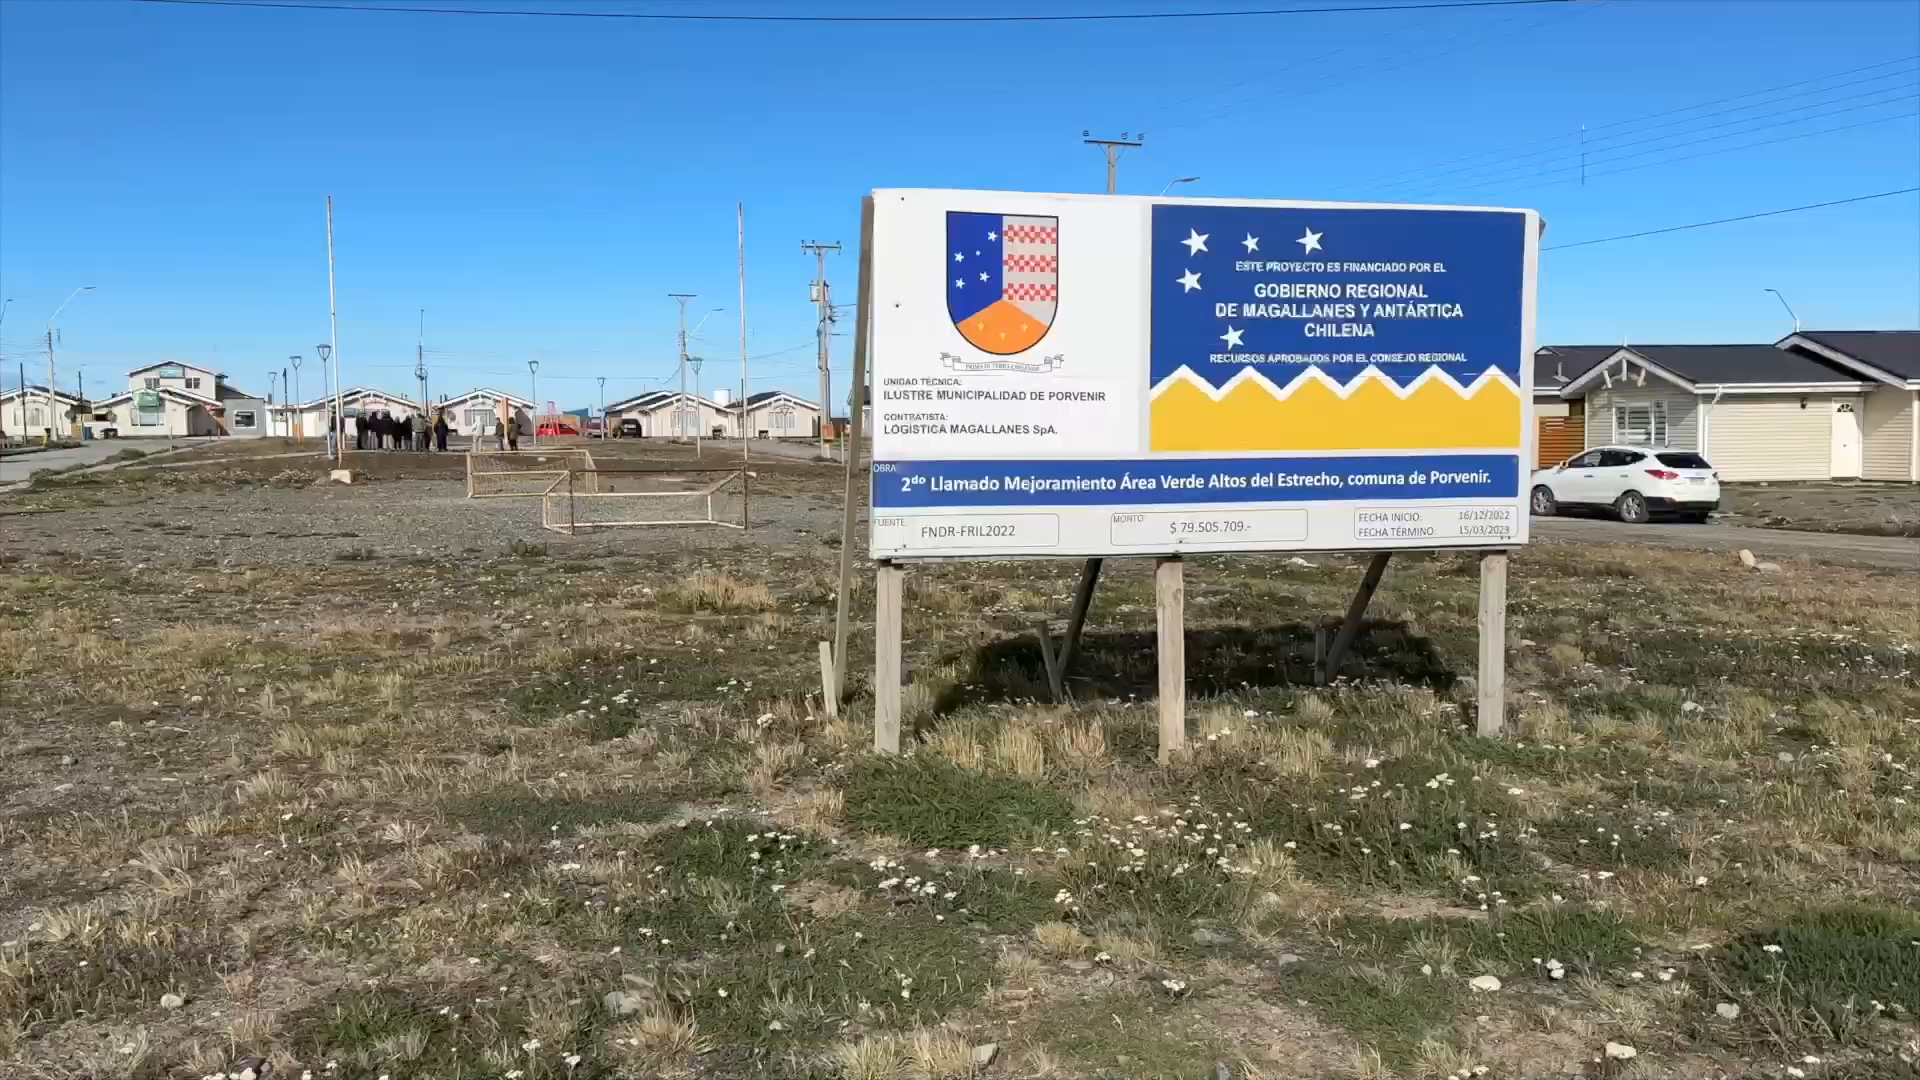 UNIDAD TÉCNICA:
ILUSTRE MUNICIPALIDAD DE PORVENIR
CONTRATISTA:
LOGÍSTICA MAGALLANES SpA.
ESTE PROYECTO ES FINANCIADO POR EL
GOBIERNO REGIONAL
DE MAGALLANES Y ANTÁRTICA
CHILENA
RECURSOS APROBADOS POR EL CONSEJO REGIONAL
OBRA
2do Llamado Mejoramiento Área Verde Altos del Estrecho, comuna de Porvenir.
FUENTE:
FNDR-FRIL2022
MONTO
$ 79.505.709.-
FECHA INICIO: 16/12/2022
FECHA TÉRMINO: 15/03/2023